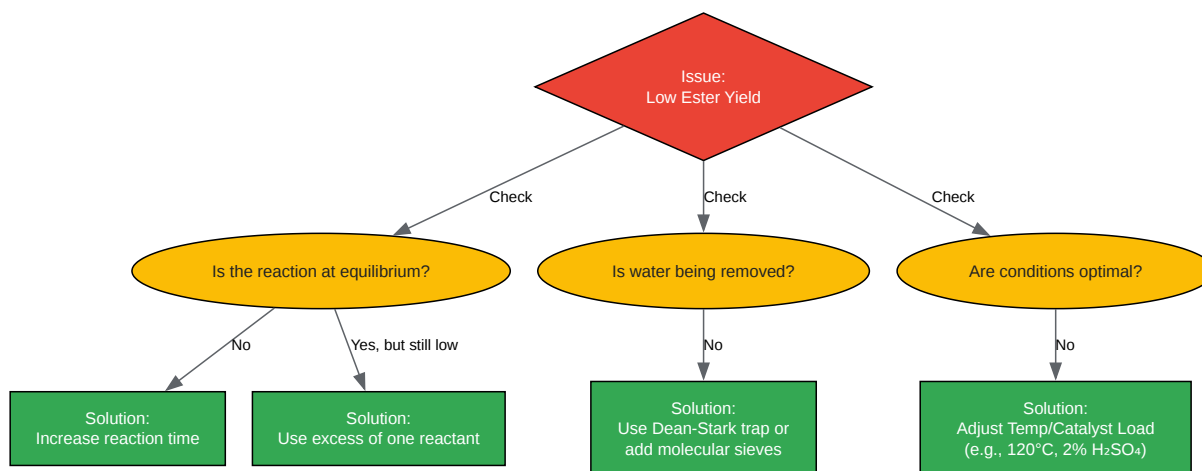 Issue:
Low Ester Yield
Check
Check
Check
Is the reaction at equilibrium?
Is water being removed?
Are conditions optimal?
No
Yes, but still low
No
No
Solution:
Increase reaction time
Solution:
Use excess of one reactant
Solution:
Use Dean-Stark trap or
add molecular sieves
Solution:
Adjust Temp/Catalyst Load
(e.g., 120°C, 2% H₂SO₄)